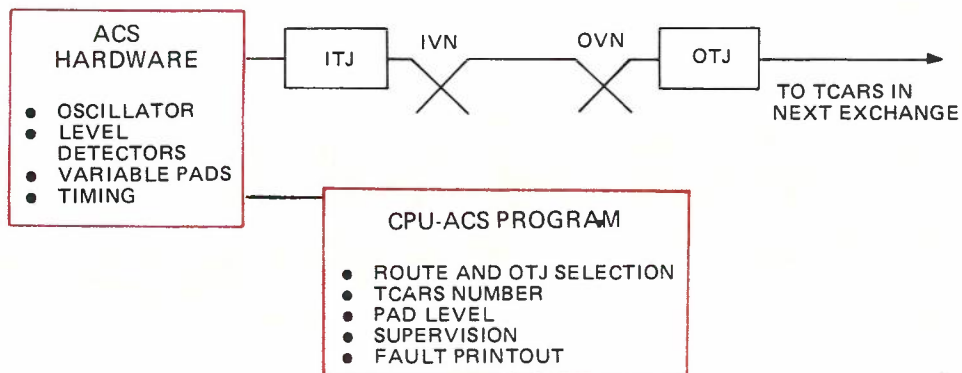 ACS
HARDWARE
● OSCILLATOR
● LEVEL
DETECTORS
● VARIABLE PADS
● TIMING
ITJ
IVN
OVN
OTJ
TO TCARS IN
NEXT EXCHANGE
CPU-ACS PROGRAM
● ROUTE AND OTJ SELECTION
● TCARS NUMBER
● PAD LEVEL
● SUPERVISION
● FAULT PRINTOUT